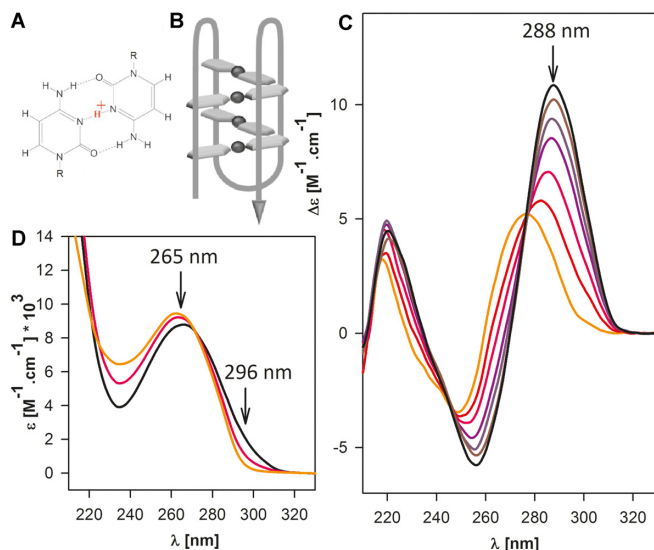 A
B
C
R
H
H
O
N
H
N
H
H
N
H
+
N
N
H
N
H
N
O
H
R
H
288 nm
10
5
0
-5
Δε [M⁻¹ .cm⁻¹]
220 240 260 280 300 320
λ [nm]
D
14
12
10
8
6
4
2
0
ε [M⁻¹ .cm⁻¹] * 10³
265 nm
296 nm
220 240 260 280 300 320
λ [nm]